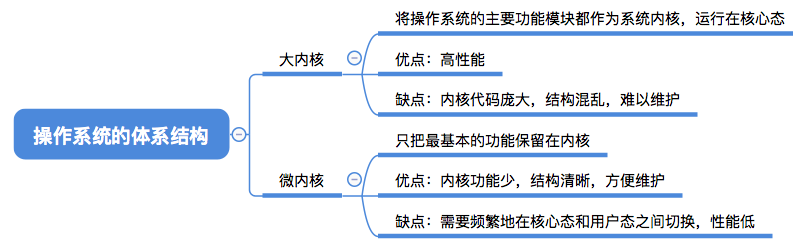 操作系统的体系结构
大内核
将操作系统的主要功能模块都作为系统内核，运行在核心态
优点：高性能
缺点：内核代码庞大，结构混乱，难以维护
微内核
只把最基本的功能保留在内核
优点：内核功能少，结构清晰，方便维护
缺点：需要频繁地在核心态和用户态之间切换，性能低